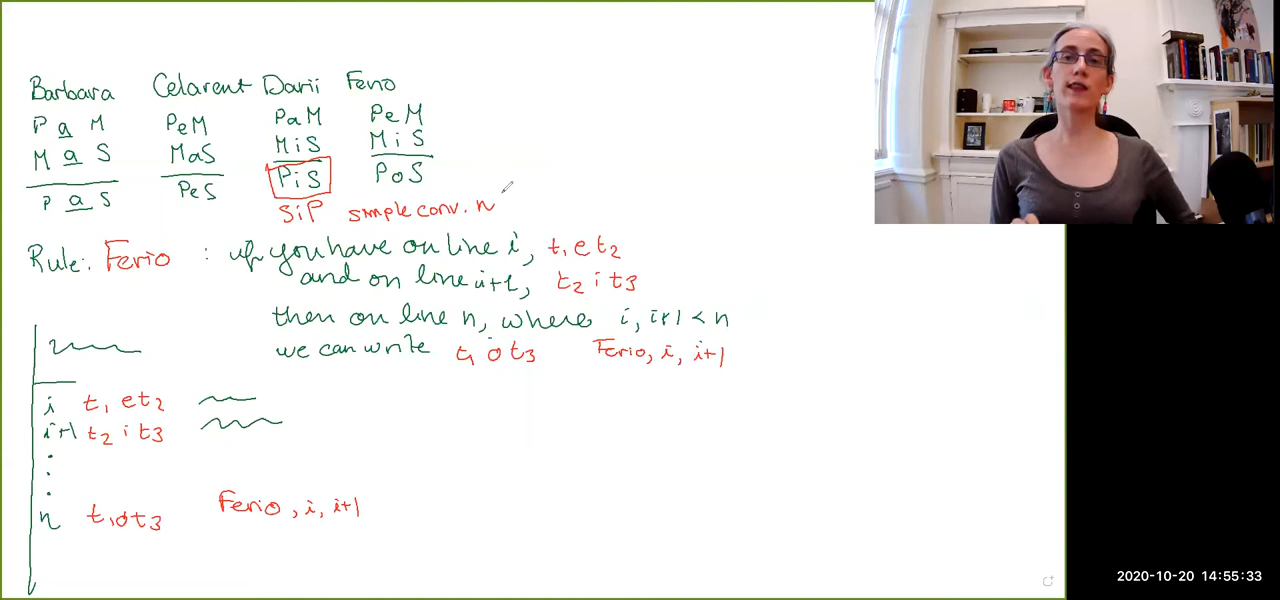 Barbara Celarent Darii Ferio
P a M PeM PaM PeM
M a S MaS MiS MiS
P a S PeS PiS PoS
SiP simple conv. n
Rule: Ferio : if you have on line i, t₁ e t₂
and on line i+1, t₂ i t₃
then on line n, where i, i+1 < n
we can write t₁ o t₃ Ferio, i, i+1
i t₁ e t₂
i+1 t₂ i t₃
n t₁ o t₃ Ferio, i, i+1
2020-10-20 14:55:33